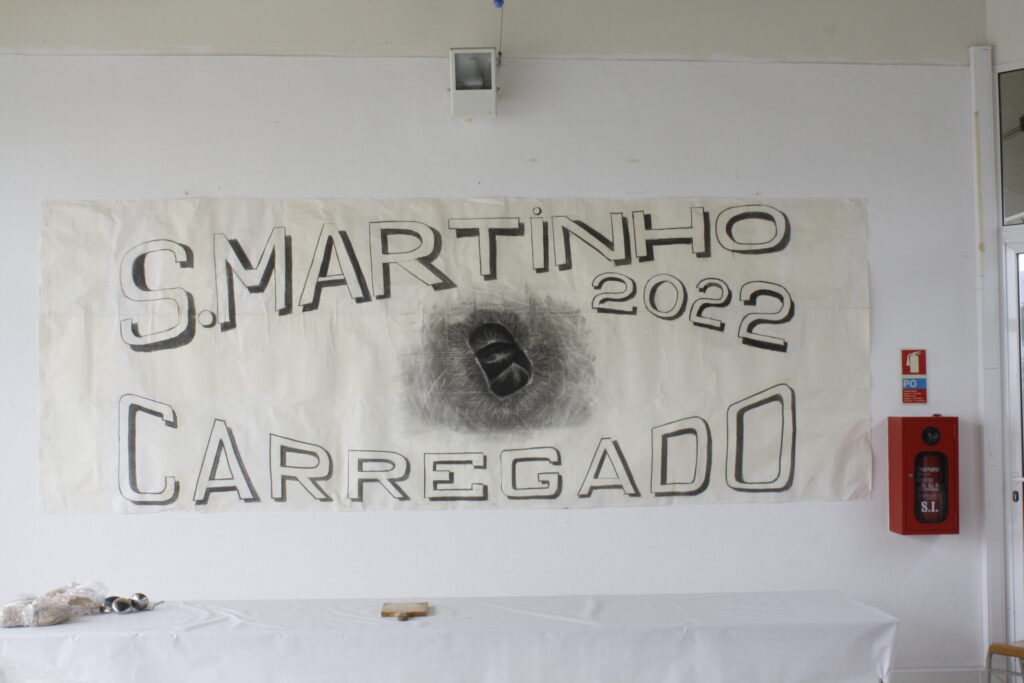 S. MARTiNHO
2022
CARREGADO
PO
S.I.